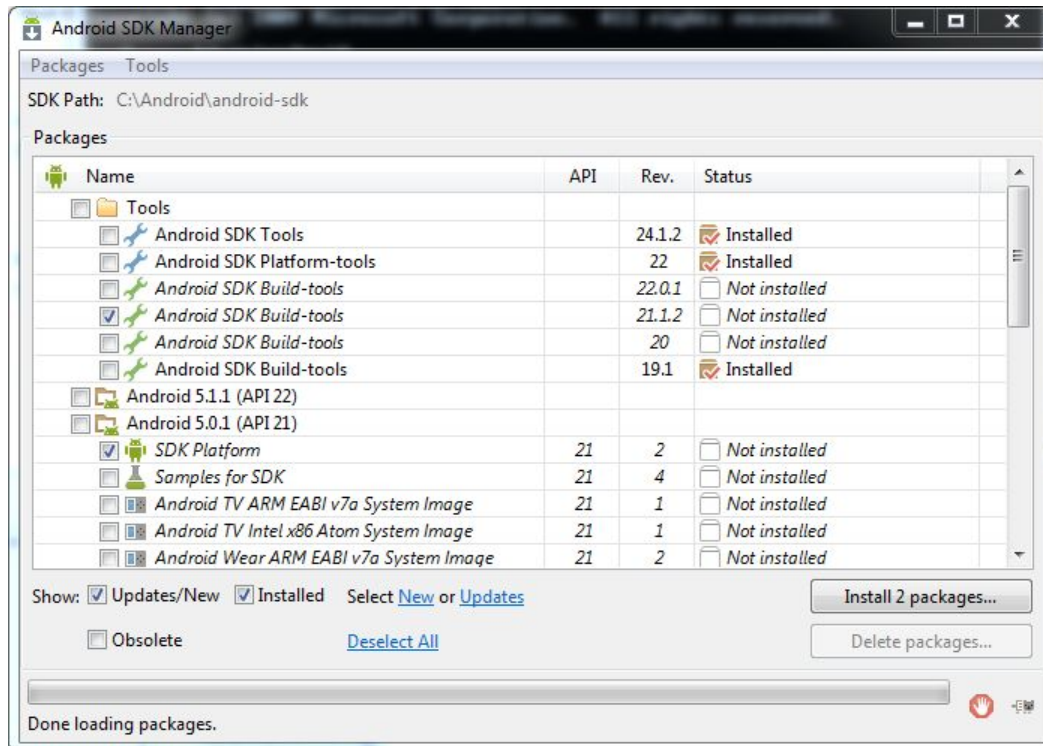 Android SDK Manager
Packages Tools
SDK Path: C:\Android\android-sdk
Packages
Name API Rev. Status
Tools
Android SDK Tools 24.1.2 Installed
Android SDK Platform-tools 22 Installed
Android SDK Build-tools 22.0.1 Not installed
Android SDK Build-tools 21.1.2 Not installed
Android SDK Build-tools 20 Not installed
Android SDK Build-tools 19.1 Installed
Android 5.1.1 (API 22)
Android 5.0.1 (API 21)
SDK Platform 21 2 Not installed
Samples for SDK 21 4 Not installed
Android TV ARM EABI v7a System Image 21 1 Not installed
Android TV Intel x86 Atom System Image 21 1 Not installed
Android Wear ARM EABI v7a System Image 21 2 Not installed
Show: Updates/New Installed Select New or Updates Install 2 packages...
Obsolete Deselect All Delete packages...
Done loading packages.